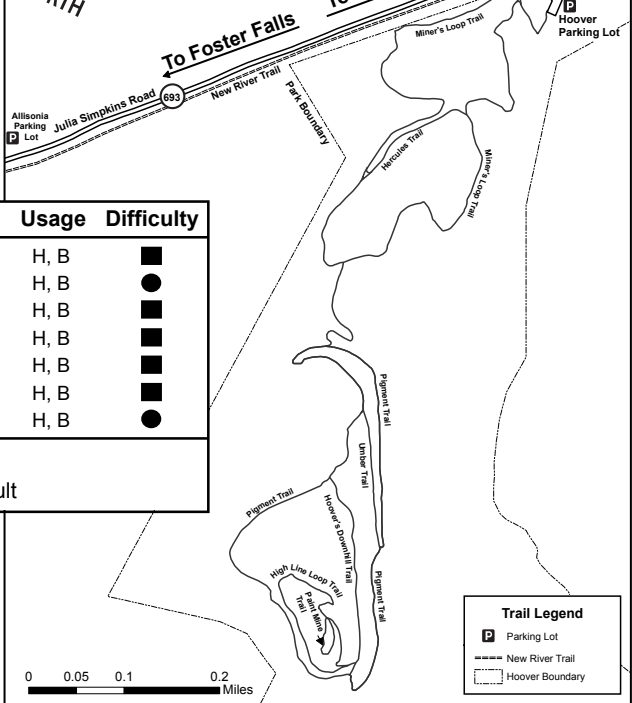 RTH
To Foster Falls
To
Miner's Loop Trail
P
Hoover
Parking Lot
693
New River Trail
Julia Simpkins Road
Allisonia
Parking
P Lot
Park Boundary
Hercules Trail
Miner's Loop Trail
Usage Difficulty
H, B
H, B
H, B
H, B
H, B
H, B
H, B
ult
Pigment Trail
Umber Trail
Pigment Trail
Hoover's Downhill Trail
High Line Loop Trail
Paint Mine
Trail
Pigment Trail
Trail Legend
P Parking Lot
New River Trail
Hoover Boundary
0 0.05 0.1 0.2
Miles